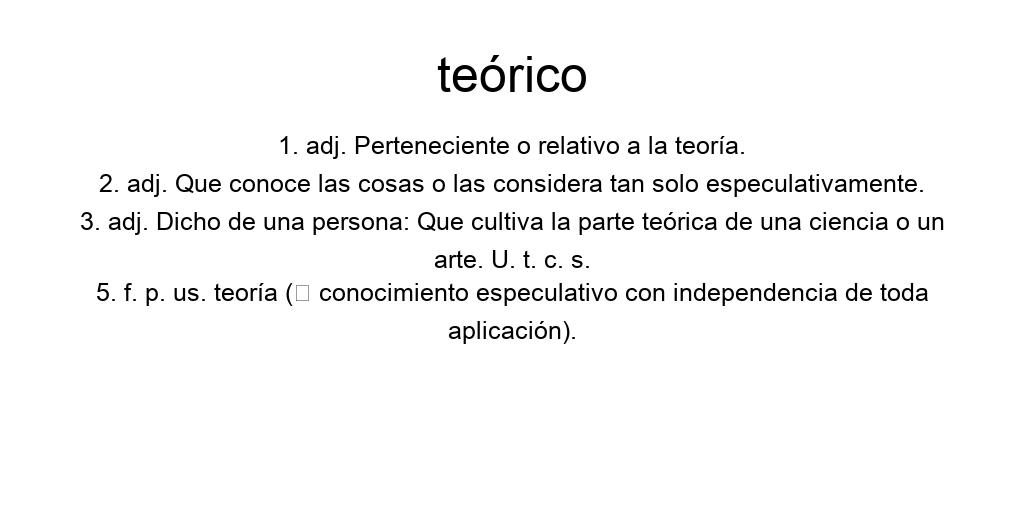 teórico
1. adj. Perteneciente o relativo a la teoría.
2. adj. Que conoce las cosas o las considera tan solo especulativamente.
3. adj. Dicho de una persona: Que cultiva la parte teórica de una ciencia o un
arte. U. t. c. s.
5. f. p. us. teoría (□ conocimiento especulativo con independencia de toda
aplicación).